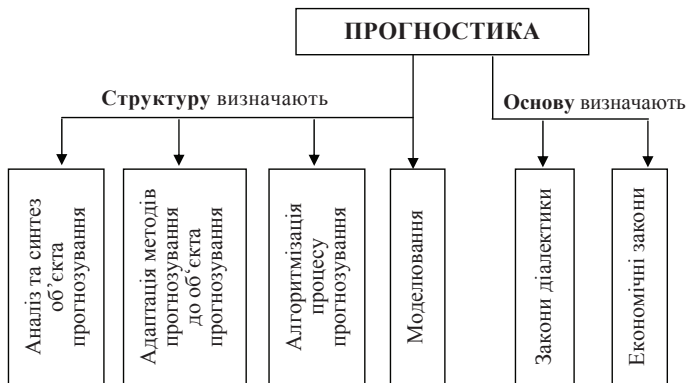 ПРОГНОСТИКА
Структуру визначають
Основу визначають
Аналіз та синтез
об’єкта
прогнозування
Адаптація методів
прогнозування
до об‘єкта
прогнозування
Алгоритмізація
процесу
прогнозування
Моделювання
Закони діалектики
Економічні закони